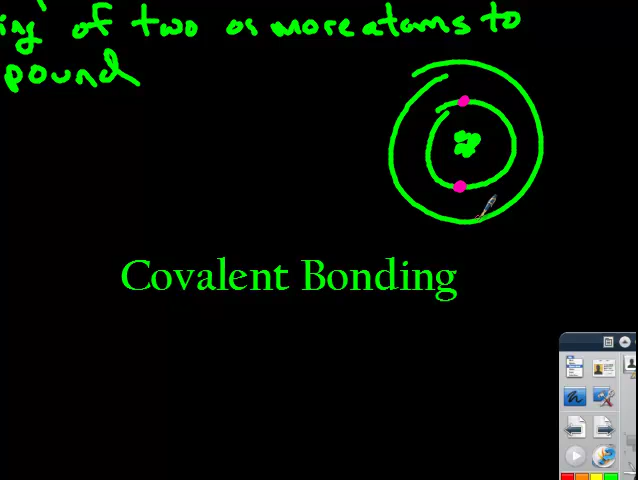 ing of two or more atoms to
pound
Covalent Bonding